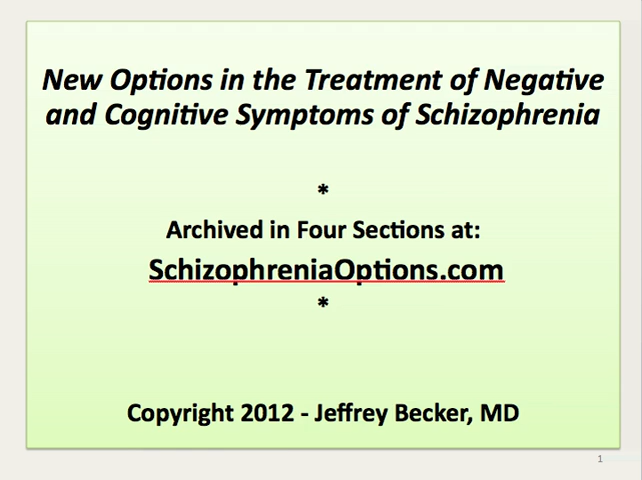 New Options in the Treatment of Negative
and Cognitive Symptoms of Schizophrenia
*
Archived in Four Sections at:
SchizophreniaOptions.com
*
Copyright 2012 - Jeffrey Becker, MD
1